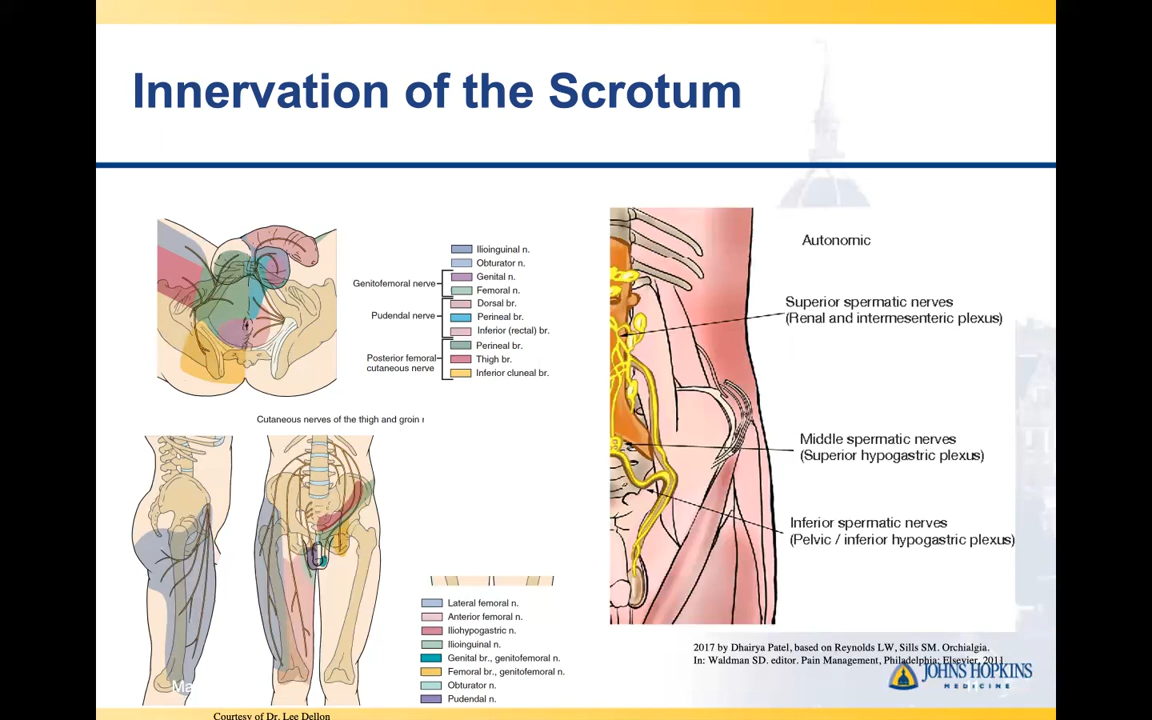 Innervation of the Scrotum
Ilioinguinal n.
Obturator n.
Genitofemoral nerve
Genital n.
Femoral n.
Pudendal nerve
Dorsal br.
Perineal br.
Inferior (rectal) br.
Posterior femoral
cutaneous nerve
Perineal br.
Thigh br.
Inferior cluneal br.
Cutaneous nerves of the thigh and groin
Lateral femoral n.
Anterior femoral n.
Iliohypogastric n.
Ilioinguinal n.
Genital br., genitofemoral n.
Femoral br., genitofemoral n.
Obturator n.
Pudendal n.
Courtesy of Dr. Lee Dellon
Autonomic
Superior spermatic nerves
(Renal and intermesenteric plexus)
Middle spermatic nerves
(Superior hypogastric plexus)
Inferior spermatic nerves
(Pelvic / inferior hypogastric plexus)
2017 by Dhairya Patel, based on Reynolds LW, Sills SM. Orchialgia.
In: Waldman SD. editor. Pain Management, Philadelphia; Elsevier, 2011
JOHNS HOPKINS
MEDICINE